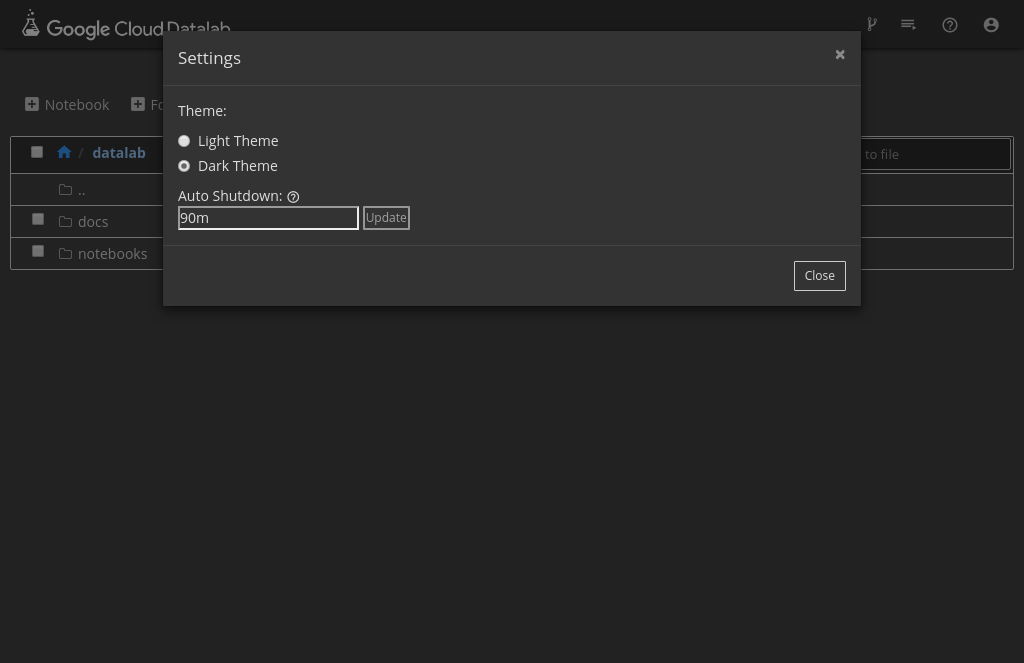 Google Cloud Datalab
Settings
×
Notebook
Fo
Theme:
Light Theme
Dark Theme
Auto Shutdown:
90m
Update
Close
/ datalab
to file
..
docs
notebooks